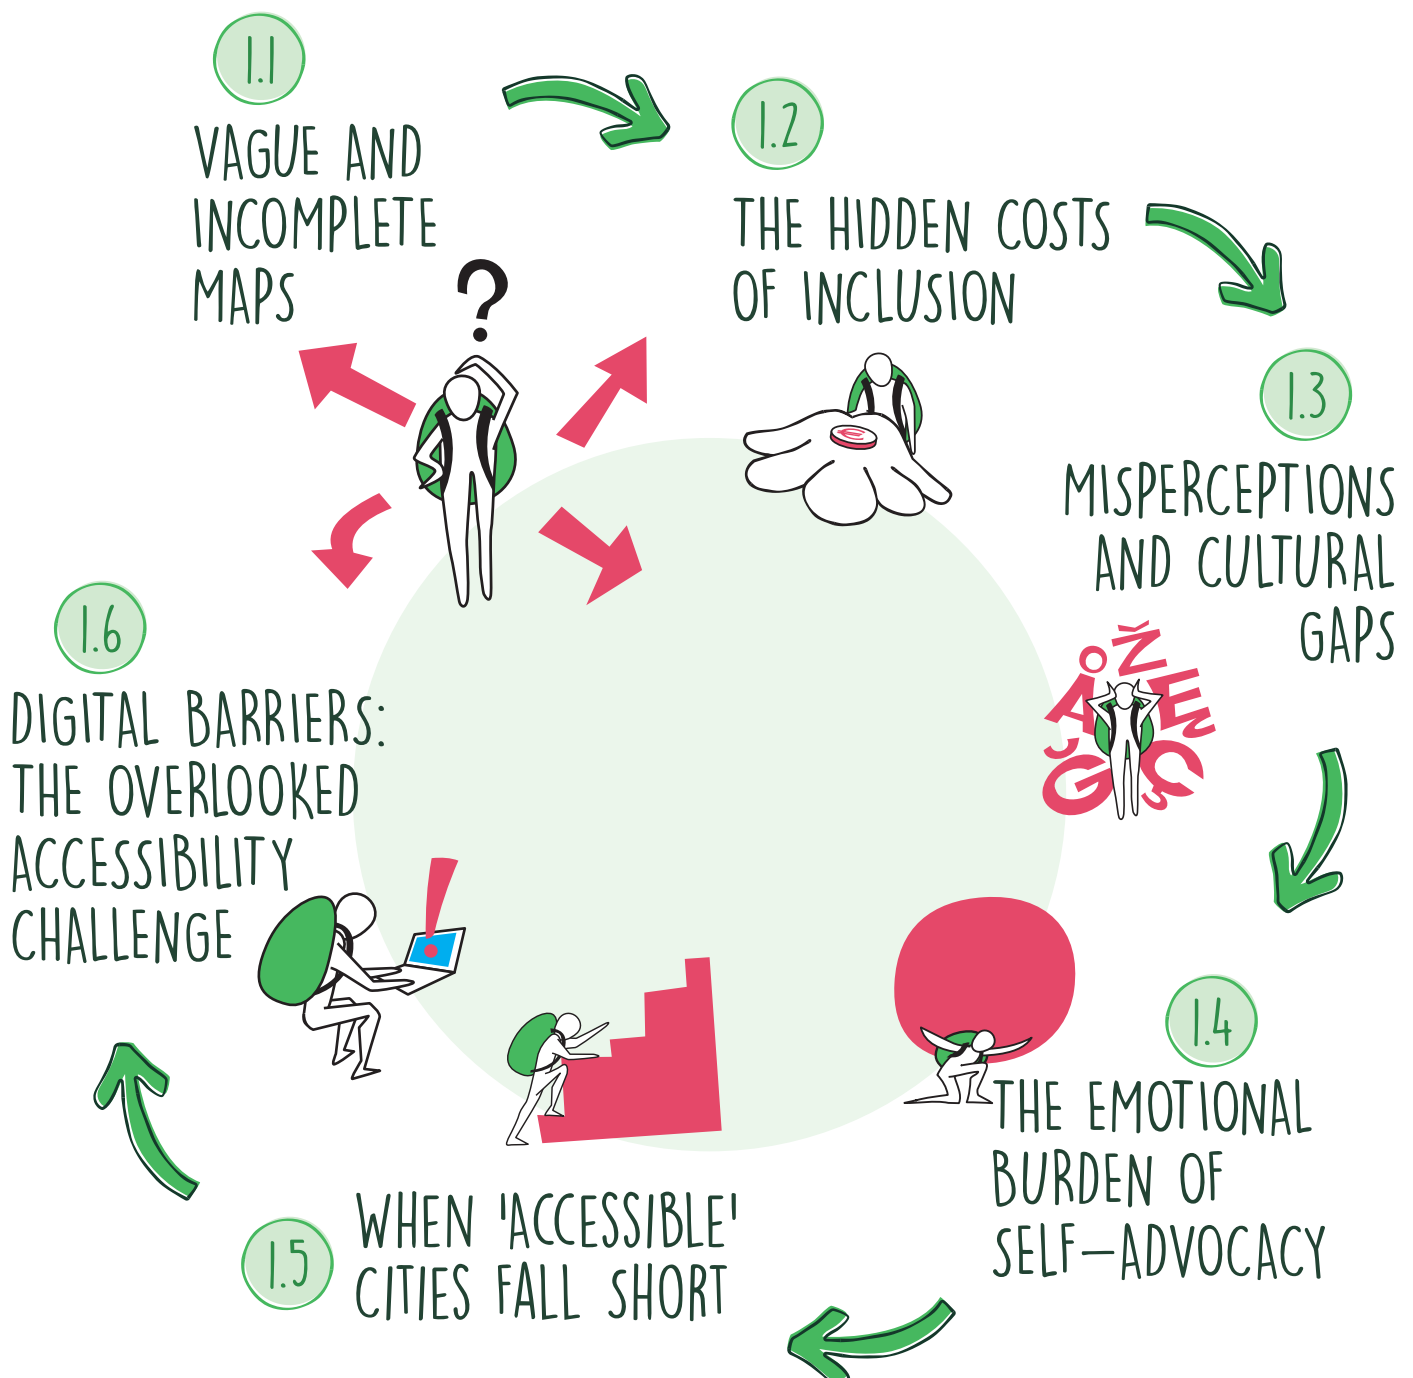 1.1
VAGUE AND
INCOMPLETE
MAPS
?
1.2
THE HIDDEN COSTS
OF INCLUSION
€
1.3
MISPERCEPTIONS
AND CULTURAL
GAPS
1.4
THE EMOTIONAL
BURDEN OF
SELF-ADVOCACY
1.5
WHEN 'ACCESSIBLE'
CITIES FALL SHORT
1.6
DIGITAL BARRIERS:
THE OVERLOOKED
ACCESSIBILITY
CHALLENGE